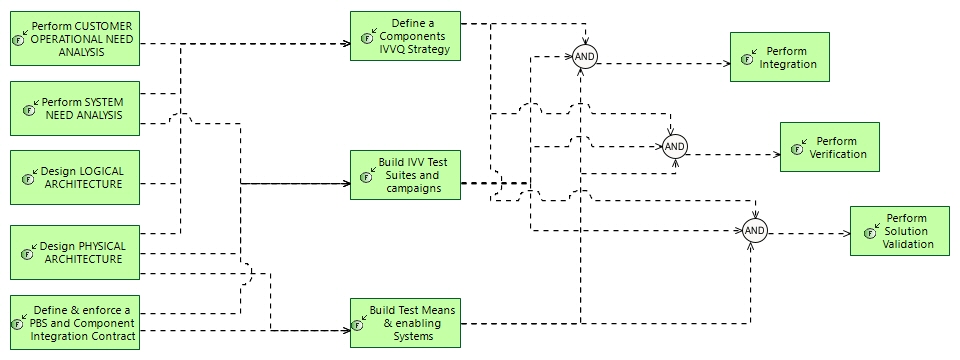 Perform CUSTOMER
OPERATIONAL NEED
ANALYSIS
Perform SYSTEM
NEED ANALYSIS
Design LOGICAL
ARCHITECTURE
Design PHYSICAL
ARCHITECTURE
Define & enforce a
PBS and Component
Integration Contract
Define a
Components
IVVQ Strategy
Build IVV Test
Suites and
campaigns
Build Test Means
& enabling
Systems
AND
AND
AND
Perform
Integration
Perform
Verification
Perform
Solution
Validation
F
F
F
F
F
F
F
F
F
F
F